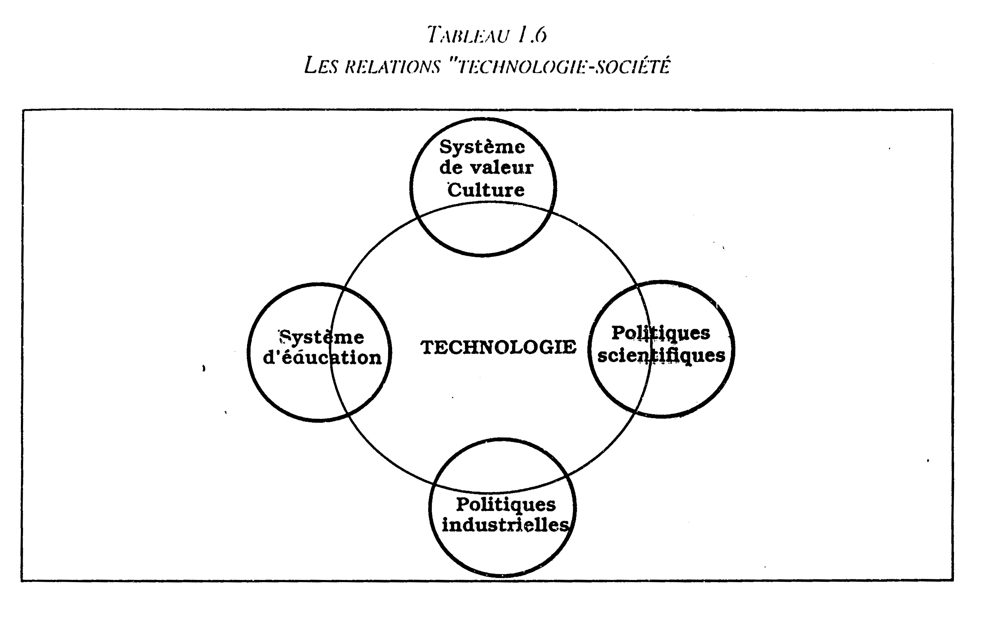 TABLEAU 1.6
LES RELATIONS "TECHNOLOGIE-SOCIÉTÉ
Système
de valeur
Culture
Système
d'éducation
TECHNOLOGIE
Politiques
scientifiques
Politiques
industrielles